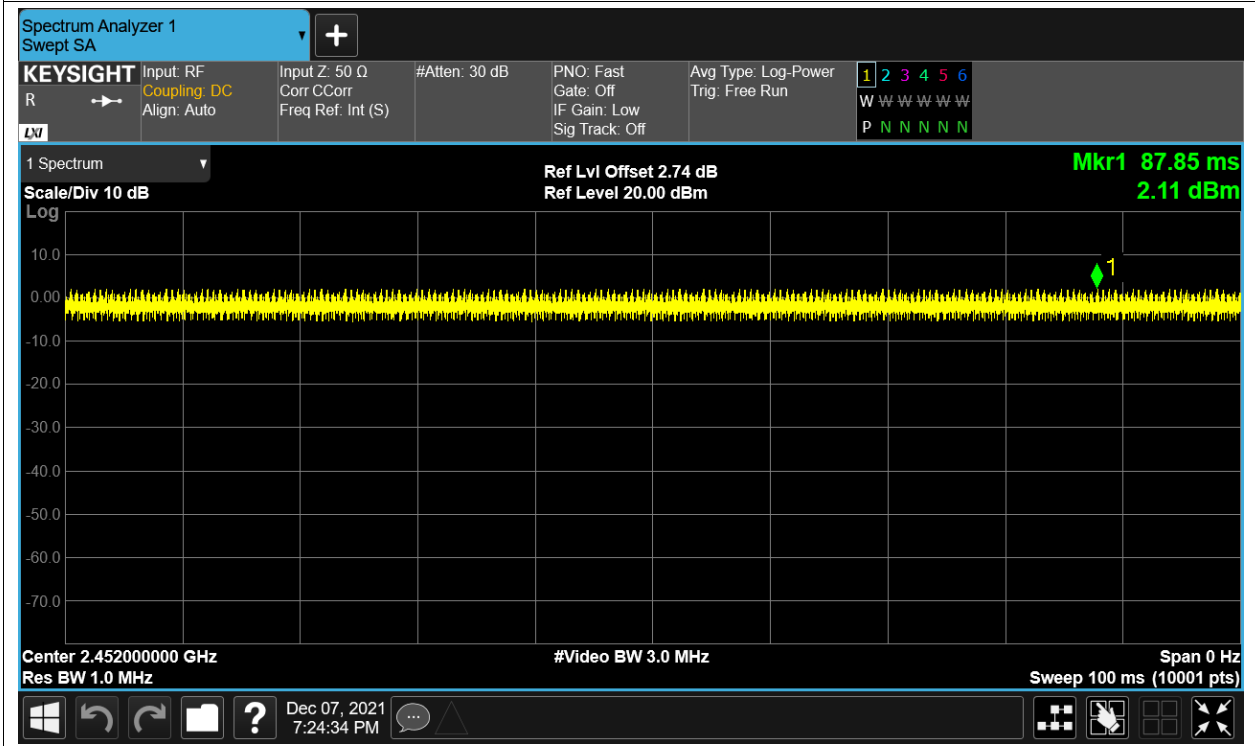 Spectrum Analyzer 1
Swept SA
KEYSIGHT
R
LXI
Input: RF
Coupling: DC
Align: Auto
Input Z: 50 Ω
Corr CCorr
Freq Ref: Int (S)
#Atten: 30 dB
PNO: Fast
Gate: Off
IF Gain: Low
Sig Track: Off
Avg Type: Log-Power
Trig: Free Run
1 2 3 4 5 6
W W W W W W
P N N N N N
1 Spectrum
Scale/Div 10 dB
Log
Ref Lvl Offset 2.74 dB
Ref Level 20.00 dBm
Mkr1 87.85 ms
2.11 dBm
10.0
1
0.00
-10.0
-20.0
-30.0
-40.0
-50.0
-60.0
-70.0
Center 2.452000000 GHz
#Video BW 3.0 MHz
Span 0 Hz
Res BW 1.0 MHz
Sweep 100 ms (10001 pts)
?
Dec 07, 2021
7:24:34 PM